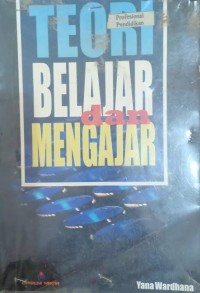 TEORI
Profesional
Pendidikan
BELAJAR
dan
MENGAJAR
Yana Wardhana